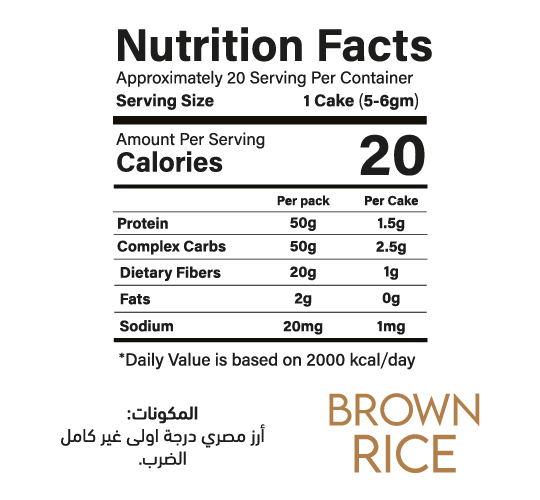 Nutrition Facts
Approximately 20 Serving Per Container
Serving Size 1 Cake (5-6gm)
Amount Per Serving
Calories 20
Per pack Per Cake
Protein 50g 1.5g
Complex Carbs 50g 2.5g
Dietary Fibers 20g 1g
Fats 2g 0g
Sodium 20mg 1mg
*Daily Value is based on 2000 kcal/day
المكونات:
أرز مصري درجة اولى غير كامل
الضرب.
BROWN
RICE